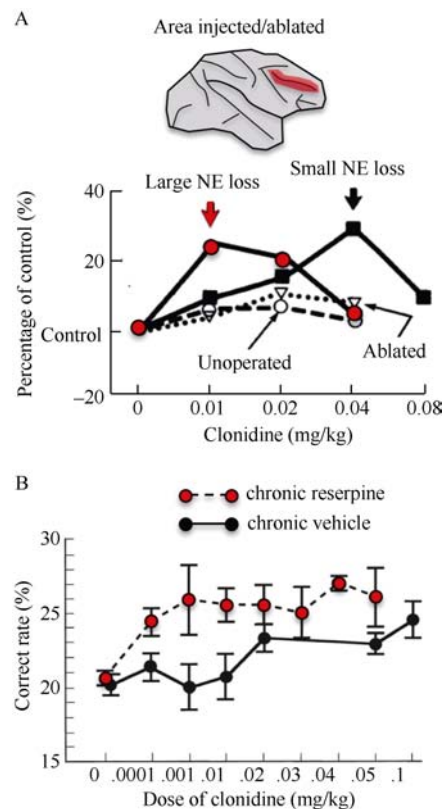 A
Area injected/ablated
Large NE loss
Small NE loss
Percentage of control (%)
40
20
Control
–20
Unoperated
Ablated
0 0.01 0.02 0.04 0.08
Clonidine (mg/kg)
B
chronic reserpine
chronic vehicle
Correct rate (%)
30
25
20
15
0 .0001 .001 .01 .02 .03 .04 .05 .1
Dose of clonidine (mg/kg)